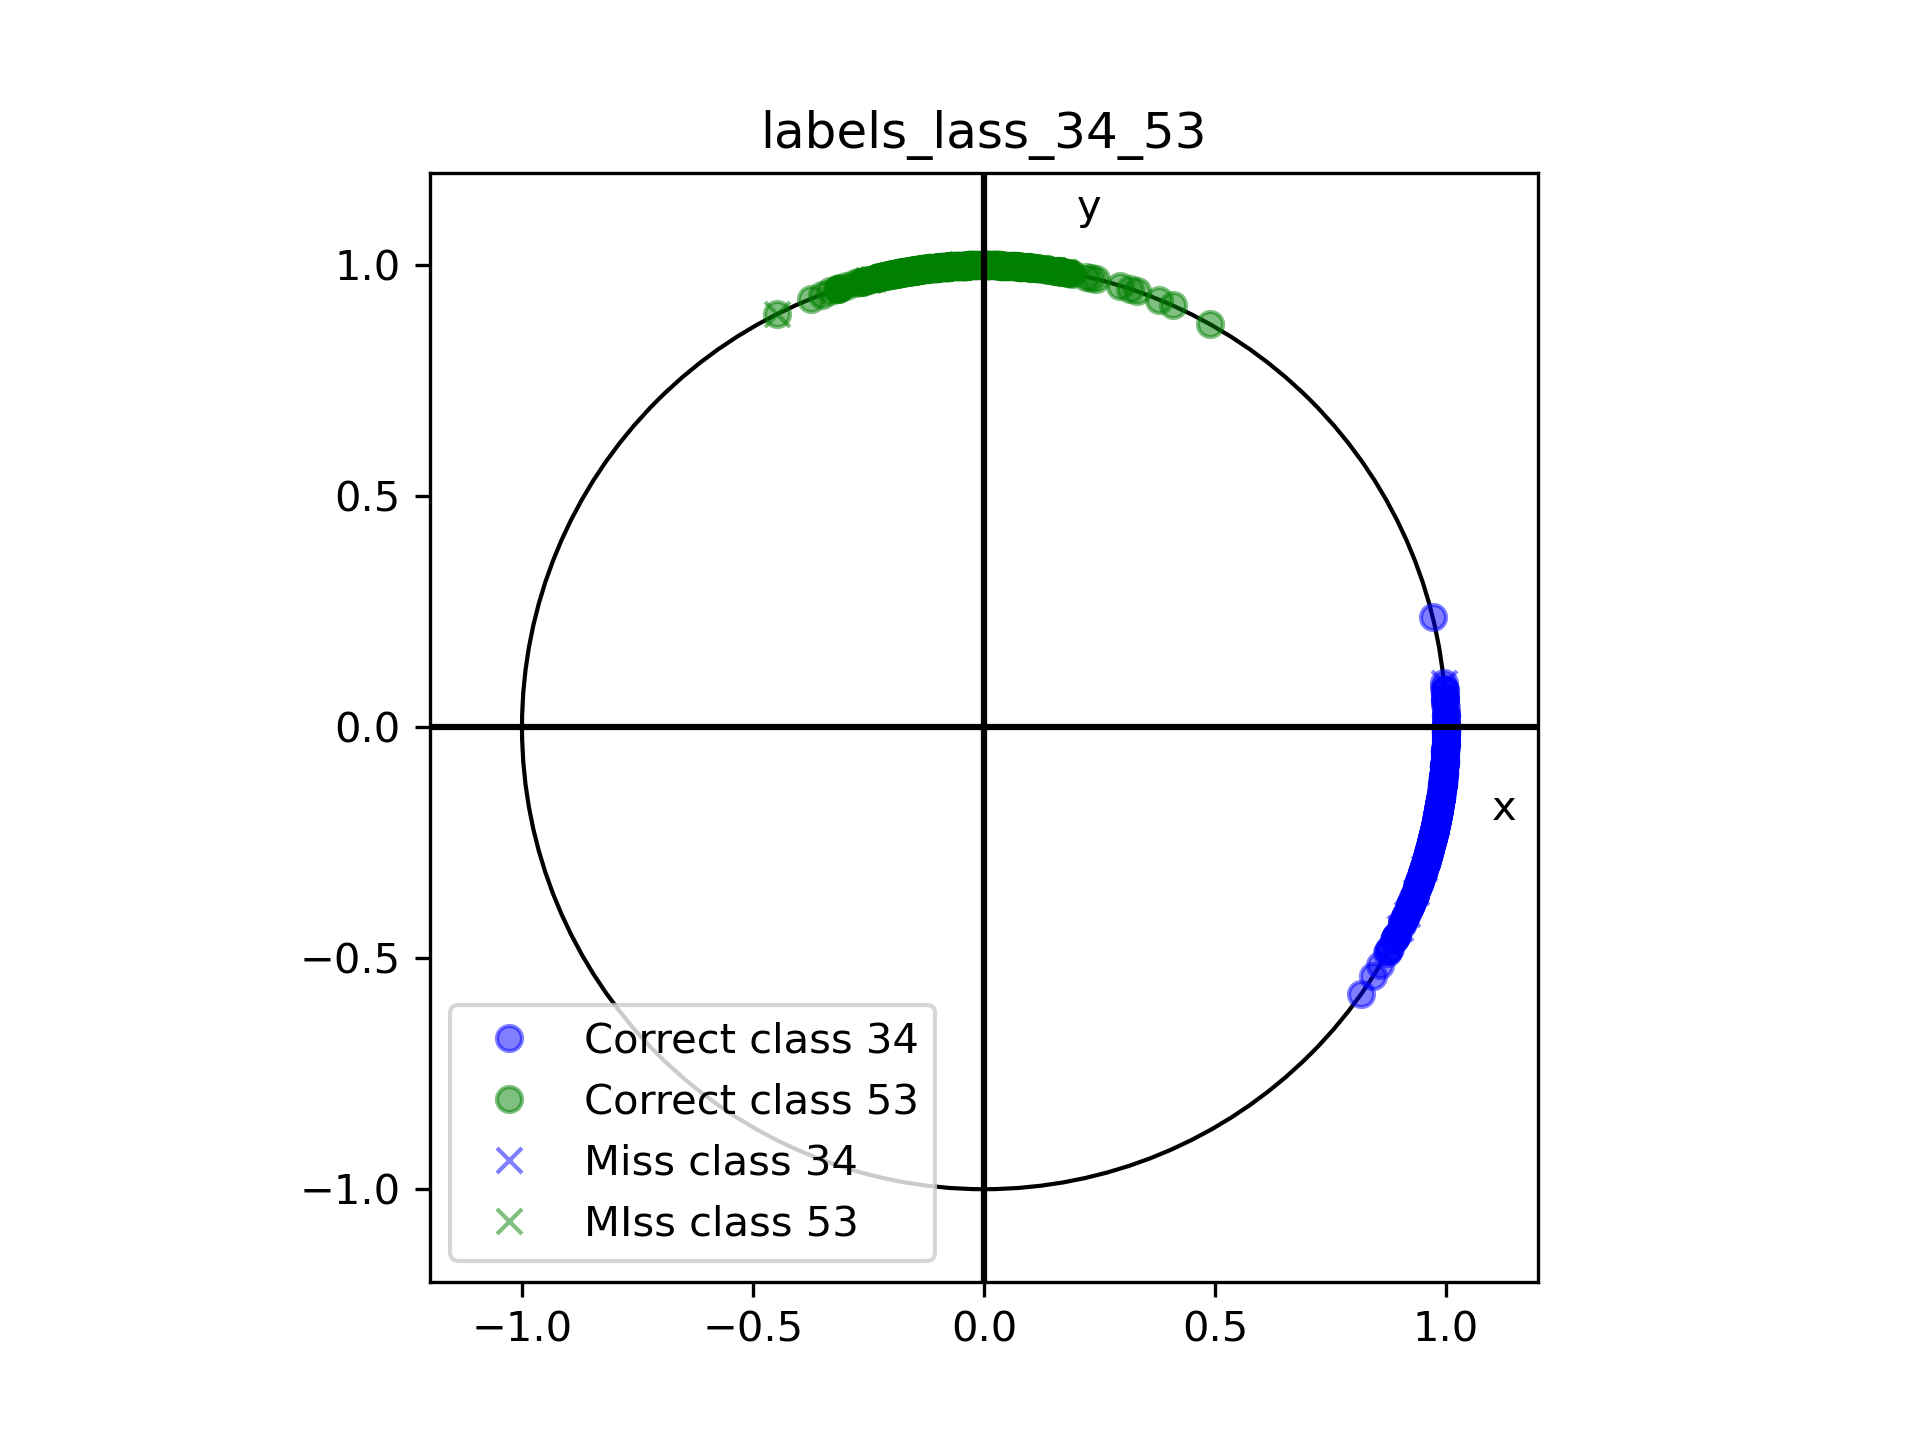 labels_lass_34_53
y
1.0
0.5
0.0
−0.5
−1.0
x
Correct class 34
Correct class 53
Miss class 34
MIss class 53
−1.0 −0.5 0.0 0.5 1.0